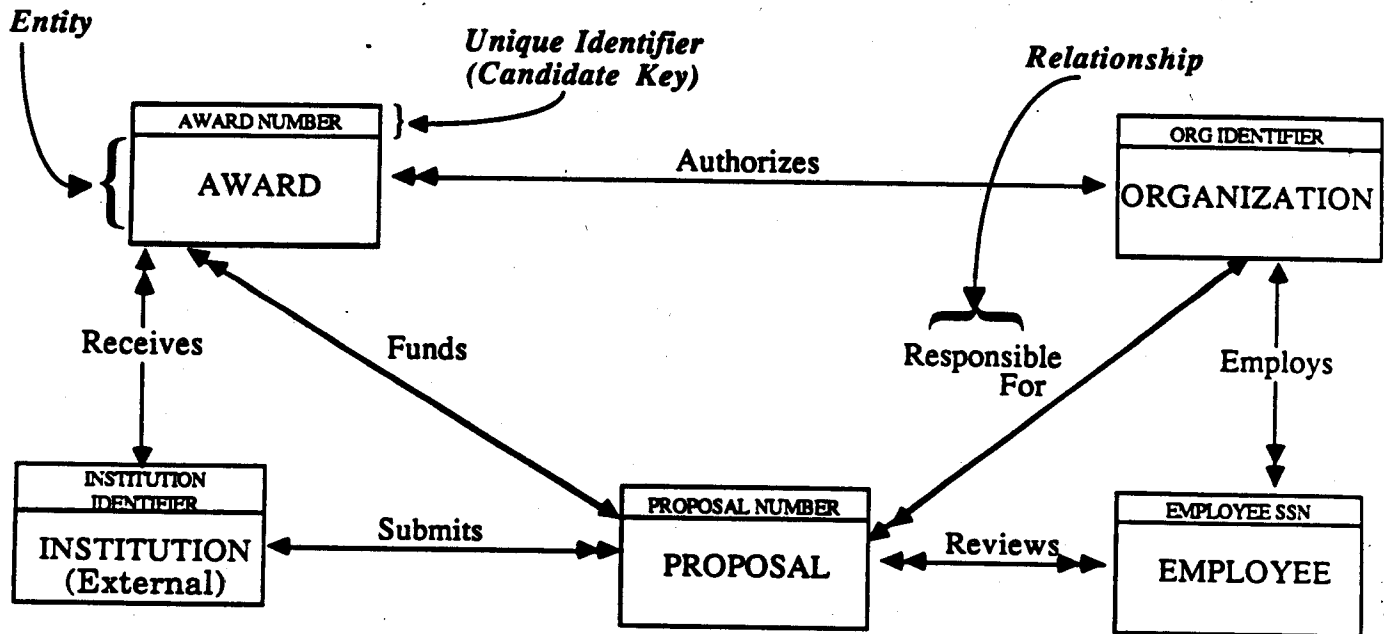 Entity
Unique Identifier
(Candidate Key)
Relationship
AWARD NUMBER
AWARD
Authorizes
ORG IDENTIFIER
ORGANIZATION
Receives
Funds
Responsible
For
Employs
INSTITUTION
IDENTIFIER
INSTITUTION
(External)
Submits
PROPOSAL NUMBER
PROPOSAL
Reviews
EMPLOYEE SSN
EMPLOYEE